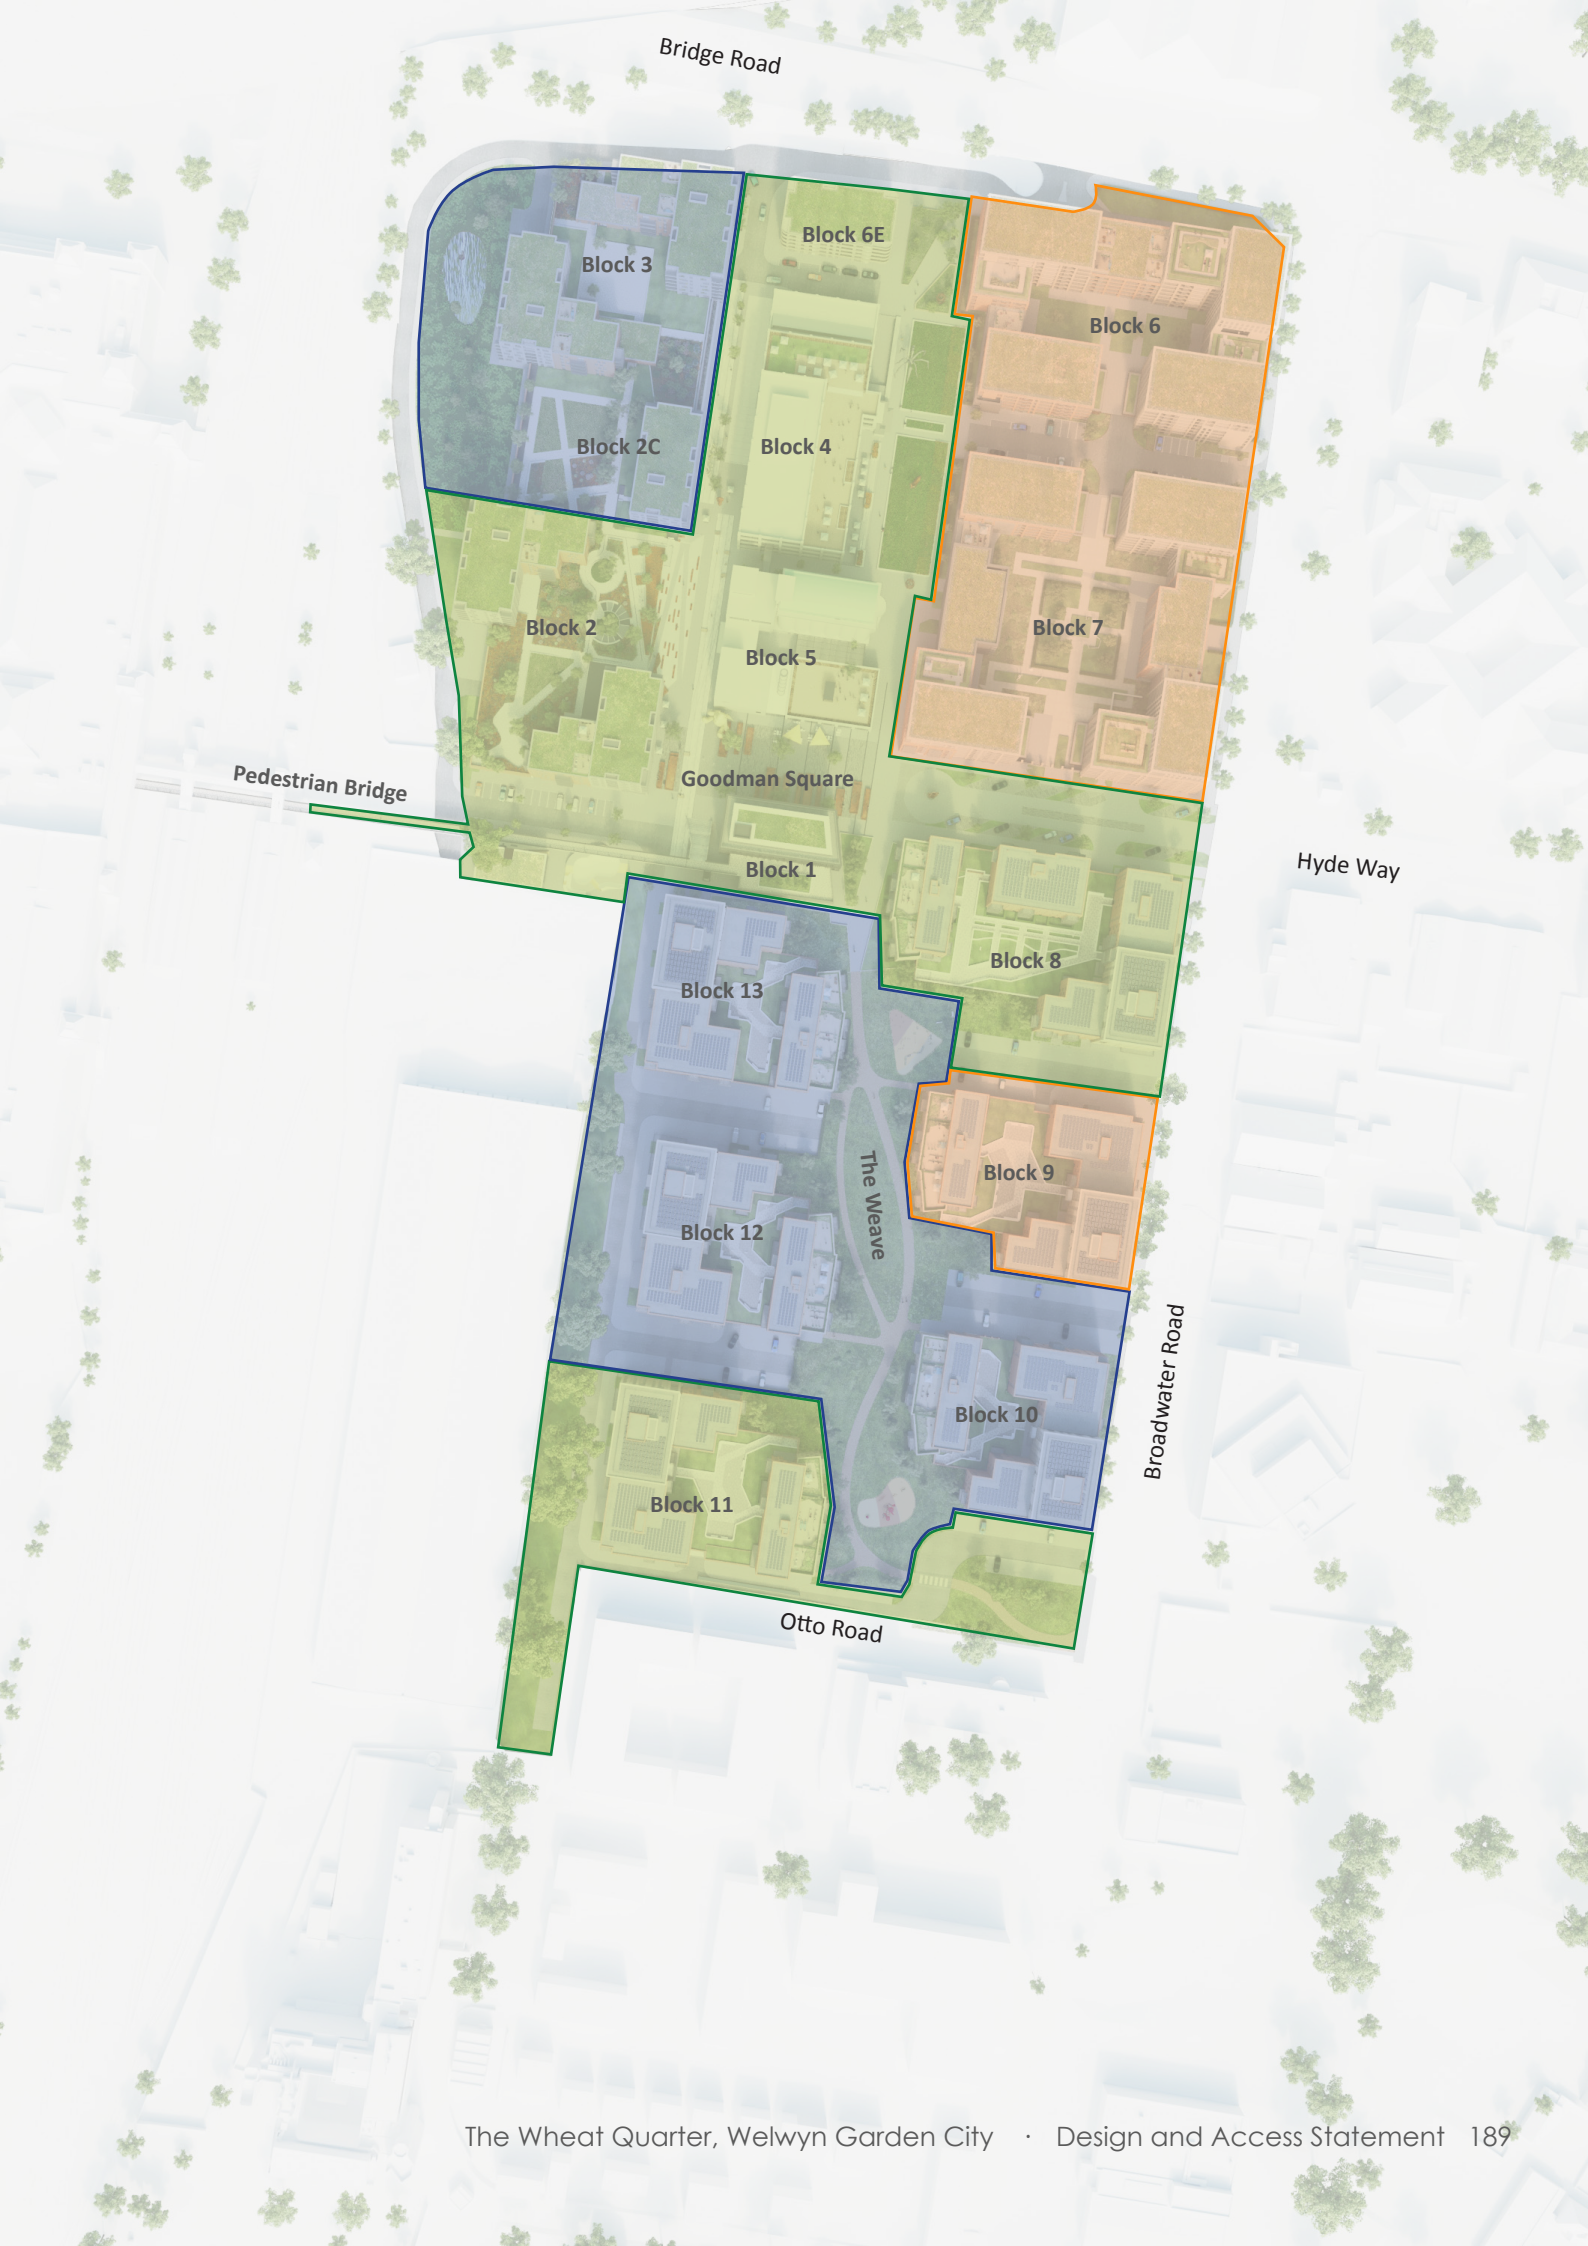 Bridge Road
Block 6E
Block 3
Block 6
Block 2C
Block 4
Block 2
Block 7
Block 5
Pedestrian Bridge
Goodman Square
Block 1
Hyde Way
Block 8
Block 13
Block 9
The Weave
Block 12
Broadwater Road
Block 10
Block 11
Otto Road
The Wheat Quarter, Welwyn Garden City · Design and Access Statement 189